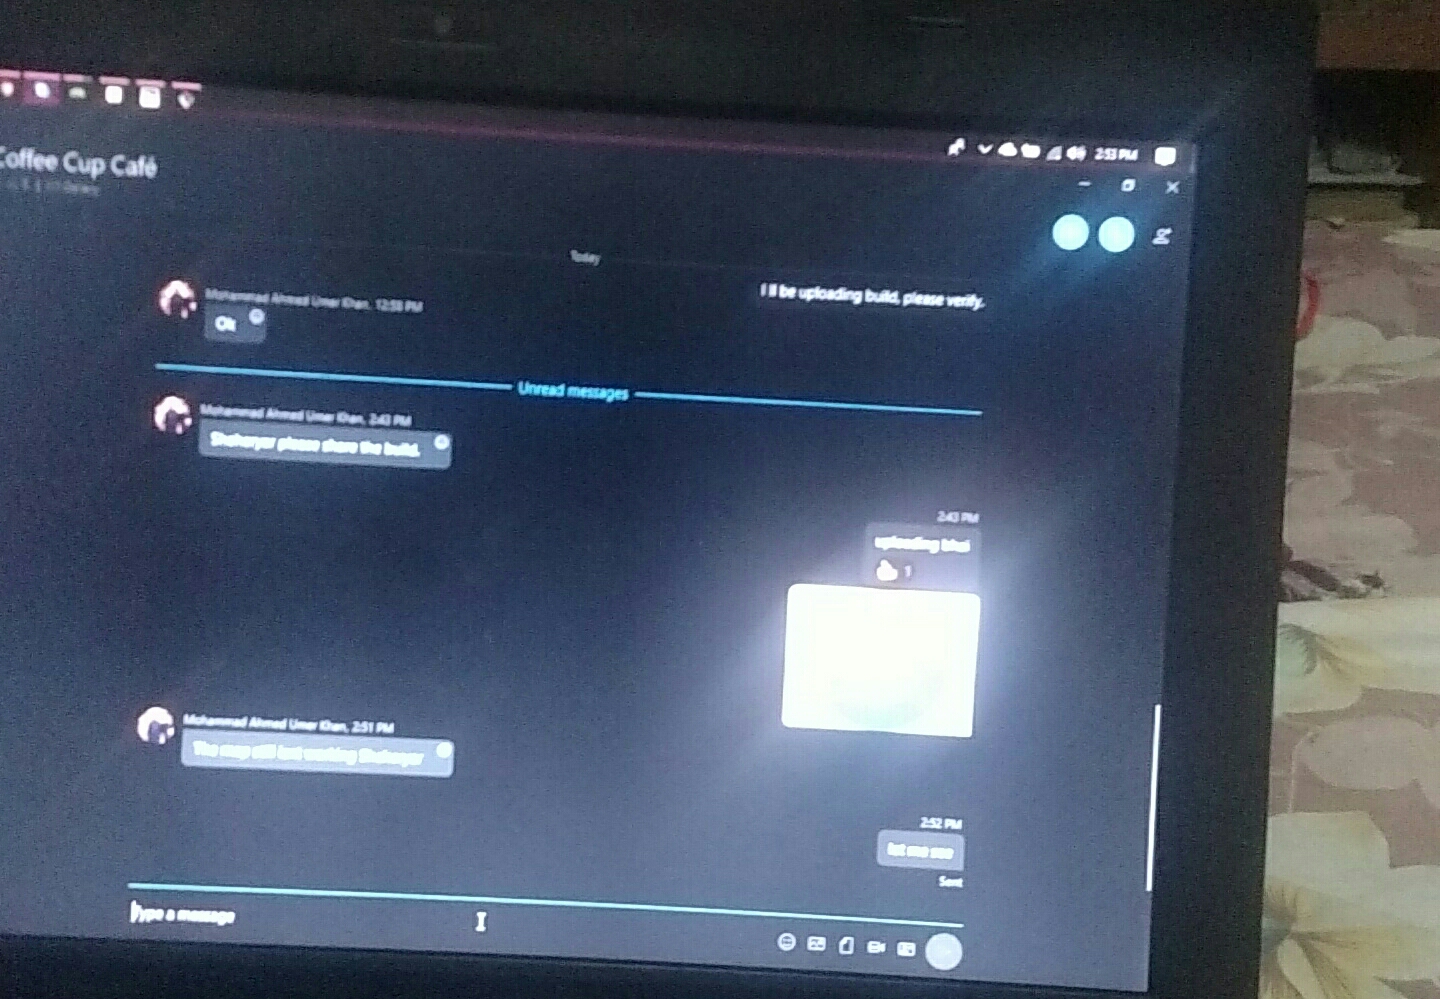 2:53 PM
Coffee Cup Café
Today
I'll be uploading build, please verify.
Mohammad Ahmed Umer Khan, 12:58 PM
Ok
Unread messages
Mohammad Ahmed Umer Khan, 2:43 PM
Sheharyar please share the build.
2:43 PM
uploading bhai
1
Mohammad Ahmed Umer Khan, 2:51 PM
The map still isnt working Sheharyar
2:52 PM
let me see
Sent
Type a message